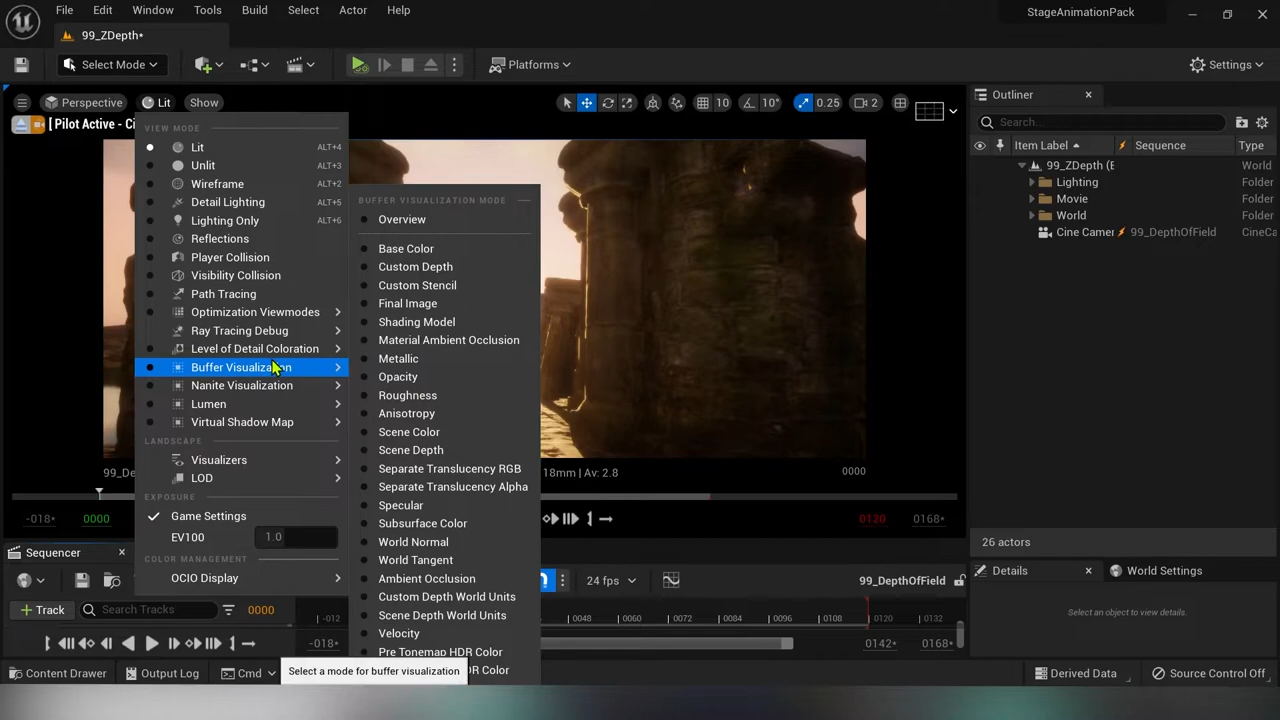 File Edit Window Tools Build Select Actor Help
StageAnimationPack
99_ZDepth*
Select Mode
Platforms
Settings
Perspective Lit Show
10 10° 0.25 2
[ Pilot Active - Ci
VIEW MODE
Lit ALT+4
Unlit ALT+3
Wireframe ALT+2
Detail Lighting ALT+5
Lighting Only ALT+6
Reflections
Player Collision
Visibility Collision
Path Tracing
Optimization Viewmodes
Ray Tracing Debug
Level of Detail Coloration
Buffer Visualization
Nanite Visualization
Lumen
Virtual Shadow Map
LANDSCAPE
Visualizers
LOD
EXPOSURE
Game Settings
EV100 1.0
COLOR MANAGEMENT
OCIO Display
BUFFER VISUALIZATION MODE
Overview
Base Color
Custom Depth
Custom Stencil
Final Image
Shading Model
Material Ambient Occlusion
Metallic
Opacity
Roughness
Anisotropy
Scene Color
Scene Depth
Separate Translucency RGB
Separate Translucency Alpha
Specular
Subsurface Color
World Normal
World Tangent
Ambient Occlusion
Custom Depth World Units
Scene Depth World Units
Velocity
Pre Tonemap HDR Color
DR Color
Select a mode for buffer visualization
99_De
18mm | Av: 2.8
0000
-018* 0000
0120 0168*
Outliner
Search...
Item Label Sequence Type
99_ZDepth (E World
Lighting Folder
Movie Folder
World Folder
Cine Camer 99_DepthOfField CineCa
26 actors
Details World Settings
Select an object to view details.
Sequencer
24 fps
99_DepthOfField
Track Search Tracks 0000
-012 0048 0060 0072 0084 0096 0108 0120 0132
-018* 0142* 0168*
Content Drawer Output Log Cmd
Derived Data Source Control Off